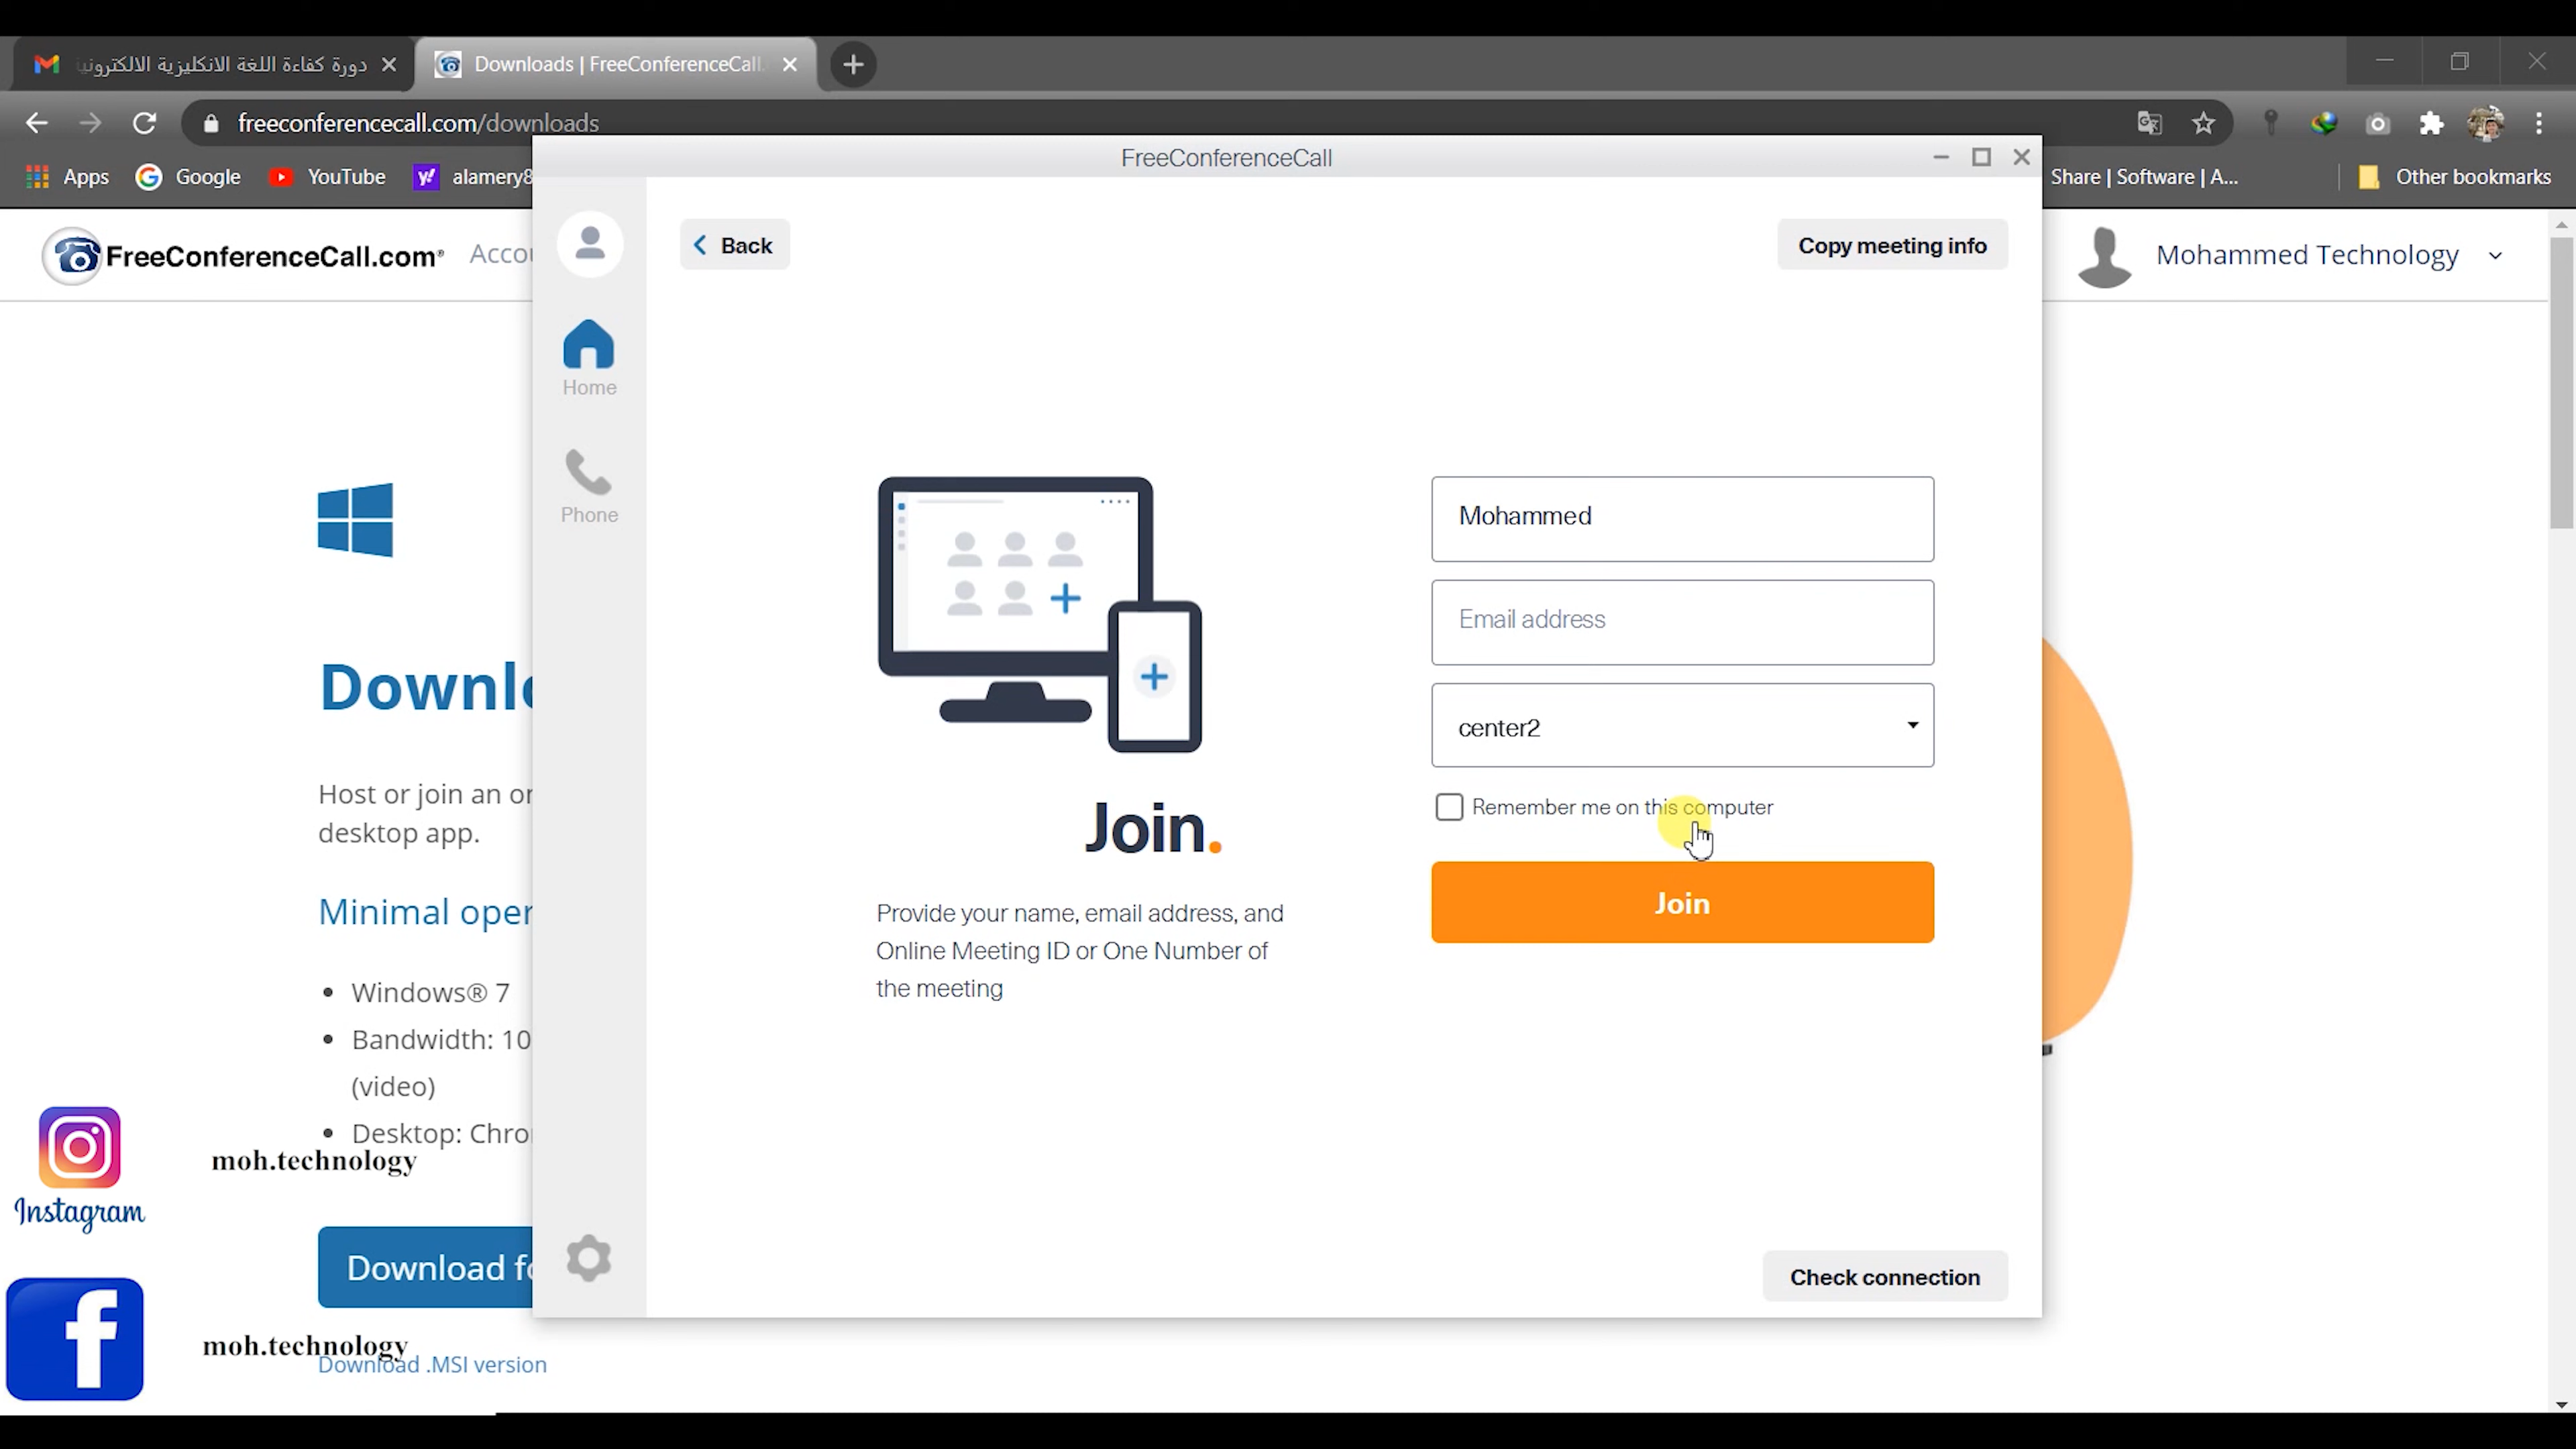 دورة كفاءة اللغة الانكليزية الالكترونية
Downloads | FreeConferenceCall.
freeconferencecall.com/downloads
Apps
Google
YouTube
alamery8
Share | Software | A...
Other bookmarks
FreeConferenceCall
FreeConferenceCall.com®
Accou
Back
Copy meeting info
Mohammed Technology
Home
Phone
Mohammed
Email address
center2
Remember me on this computer
Join
Join.
Provide your name, email address, and
Online Meeting ID or One Number of
the meeting
Check connection
Downlo
Host or join an or
desktop app.
Minimal oper
• Windows® 7
• Bandwidth: 10
(video)
• Desktop: Chro
moh.technology
Instagram
Download fo
moh.technology
Download .MSI version